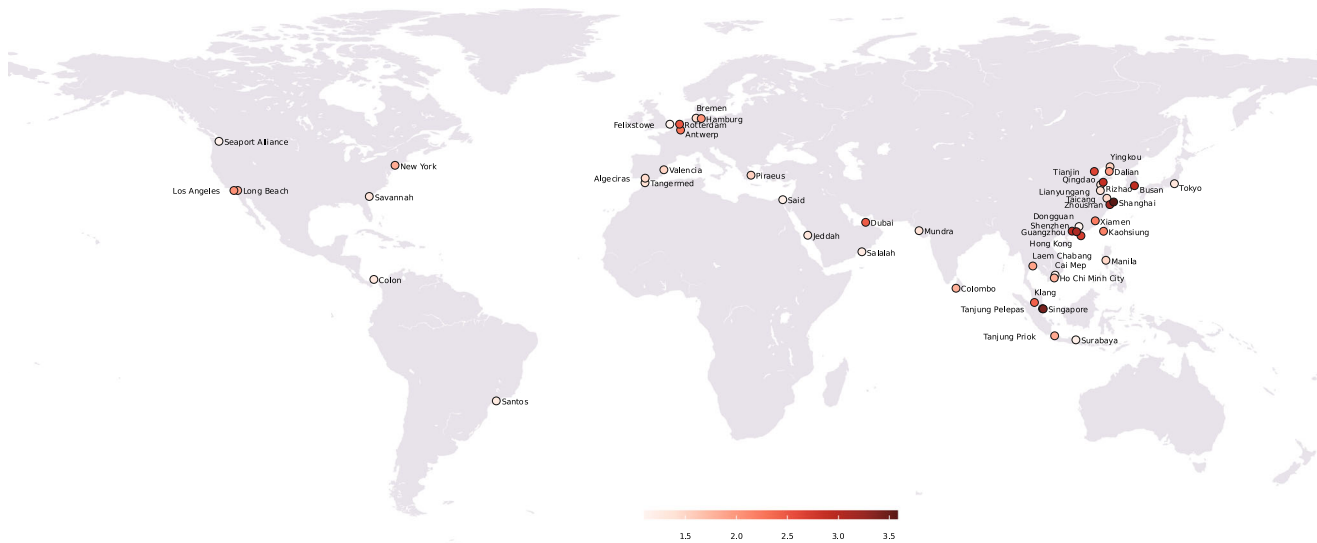 Bremen
Felixstowe
Rotterdam
Hamburg
Antwerp
Seaport Alliance
New York
Yingkou
Tianjin
Dalian
Valencia
Piraeus
Qingdao
Algeciras
Tangermed
Los Angeles
Long Beach
Savannah
Said
Lianyungang
Rizhao
Busan
Tokyo
Taicang
Zhoushan
Shanghai
Dubai
Dongguan
Xiamen
Shenzhen
Jeddah
Mundra
Guangzhou
Kaohsiung
Hong Kong
Salalah
Laem Chabang
Manila
Cai Mep
Colon
Ho Chi Minh City
Colombo
Klang
Tanjung Pelepas
Singapore
Tanjung Priok
Surabaya
Santos
1.5 2.0 2.5 3.0 3.5